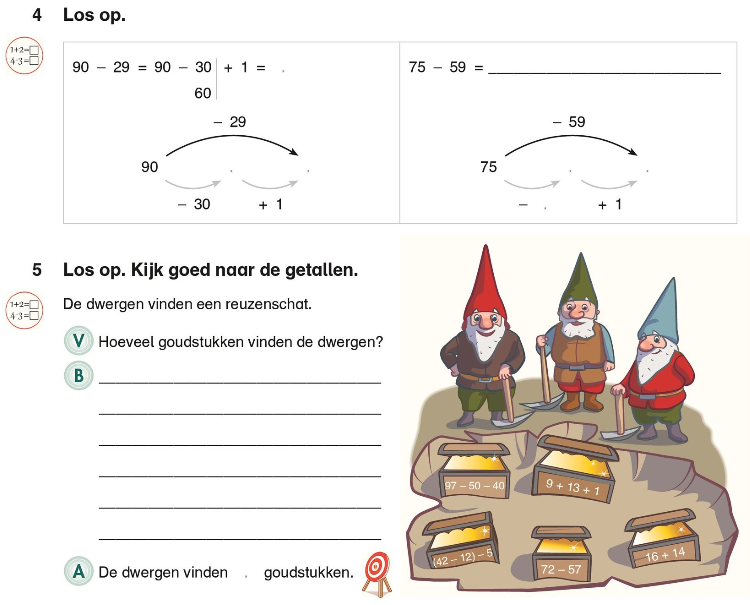 4 Los op.
1+2=□
4·3=□
90 – 29 = 90 – 30 + 1 = .
60
– 29
90 . .
– 30 + 1
75 – 59 = ____________________
– 59
75 . .
– . + 1
5 Los op. Kijk goed naar de getallen.
1+2=□
4·3=□
De dwergen vinden een reuzenschat.
V Hoeveel goudstukken vinden de dwergen?
B
97 – 50 – 40
9 + 13 + 1
(42 – 12) – 5
72 – 57
16 + 14
A De dwergen vinden . goudstukken.